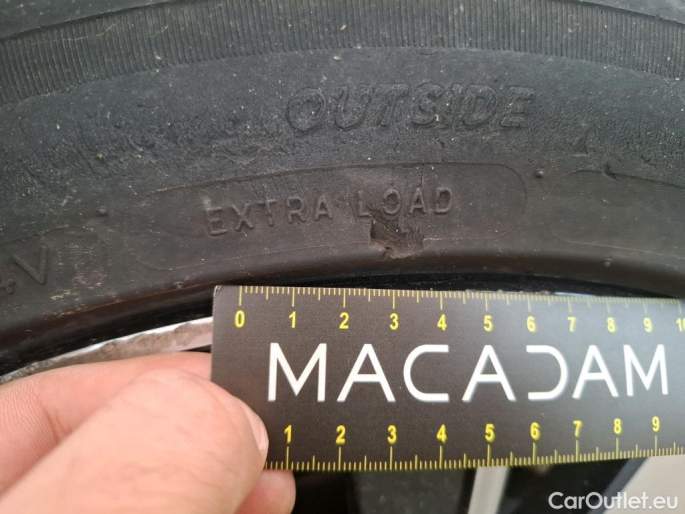 OUTSIDE
EXTRA LOAD
4V
0 1 2 3 4 5 6 7 8 9 10
MACADAM
1 2 3 4 5 6 7 8 9
CarOutlet.eu